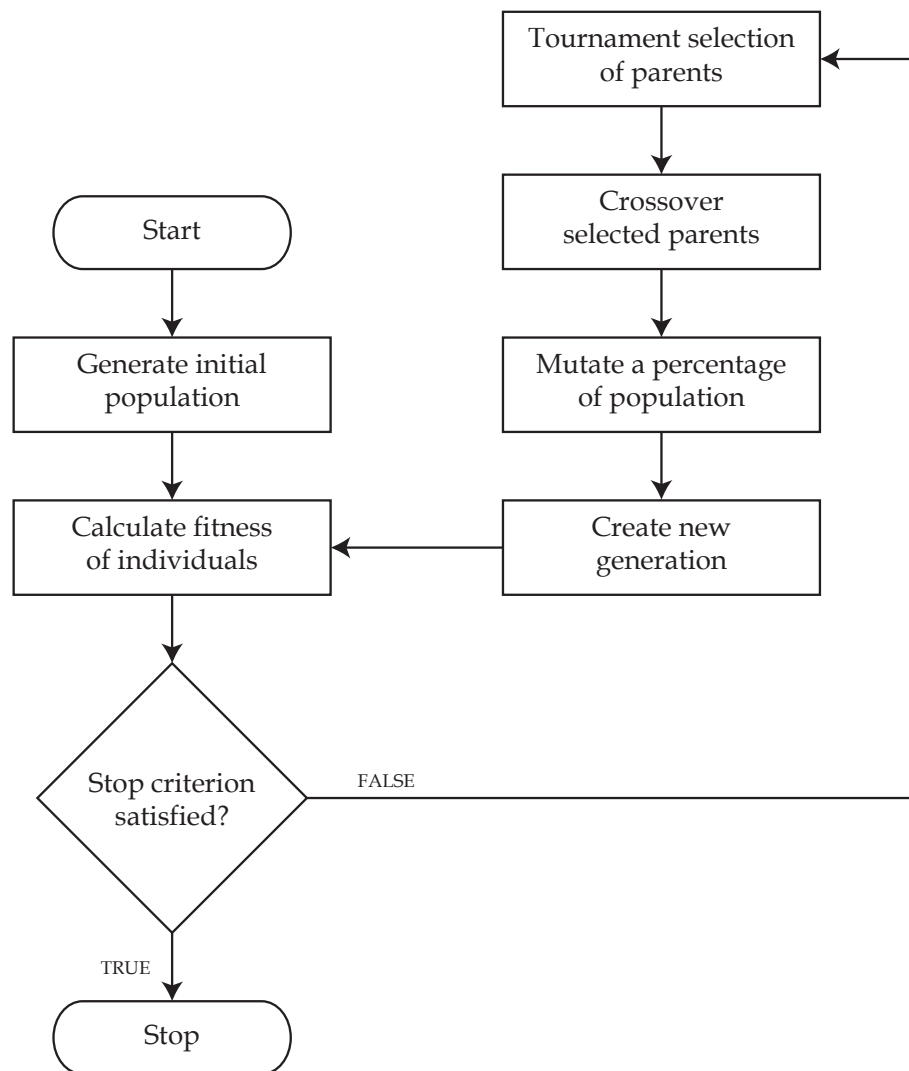 Start
Generate initial
population
Calculate fitness
of individuals
Stop criterion
satisfied?
TRUE
Stop
FALSE
Tournament selection
of parents
Crossover
selected parents
Mutate a percentage
of population
Create new
generation